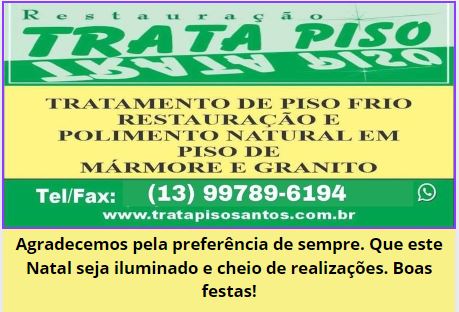 Restauração
TRATA PISO
TRATA PISO
TRATAMENTO DE PISO FRIO
RESTAURAÇÃO E
POLIMENTO NATURAL EM
PISO DE
MÁRMORE E GRANITO
Tel/Fax: (13) 99789-6194
www.tratapisosantos.com.br
Agradecemos pela preferência de sempre. Que este
Natal seja iluminado e cheio de realizações. Boas
festas!